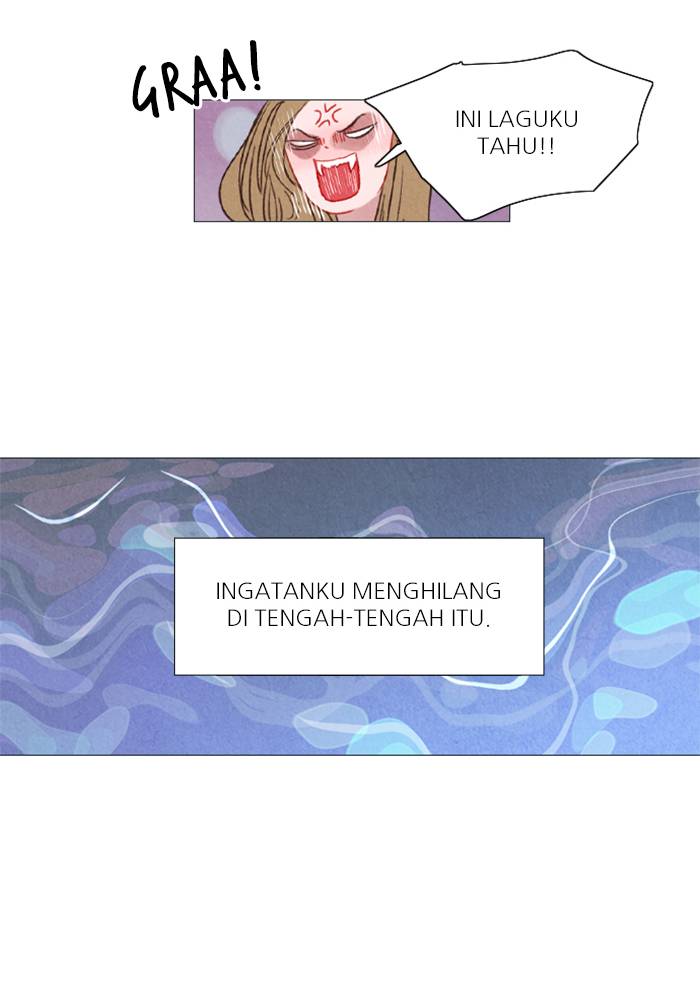 GRAA!
INI LAGUKU
TAHU!!
INGATANKU MENGHILANG
DI TENGAH-TENGAH ITU.